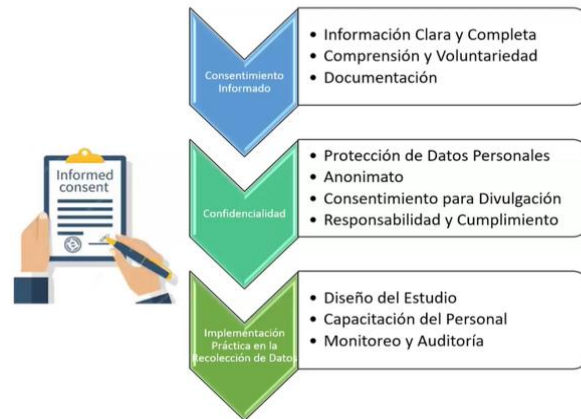 Consentimiento
Informado
• Información Clara y Completa
• Comprensión y Voluntariedad
• Documentación
Informed
consent
Confidencialidad
• Protección de Datos Personales
• Anonimato
• Consentimiento para Divulgación
• Responsabilidad y Cumplimiento
Implementación
Práctica en la
Recolección de Datos
• Diseño del Estudio
• Capacitación del Personal
• Monitoreo y Auditoría